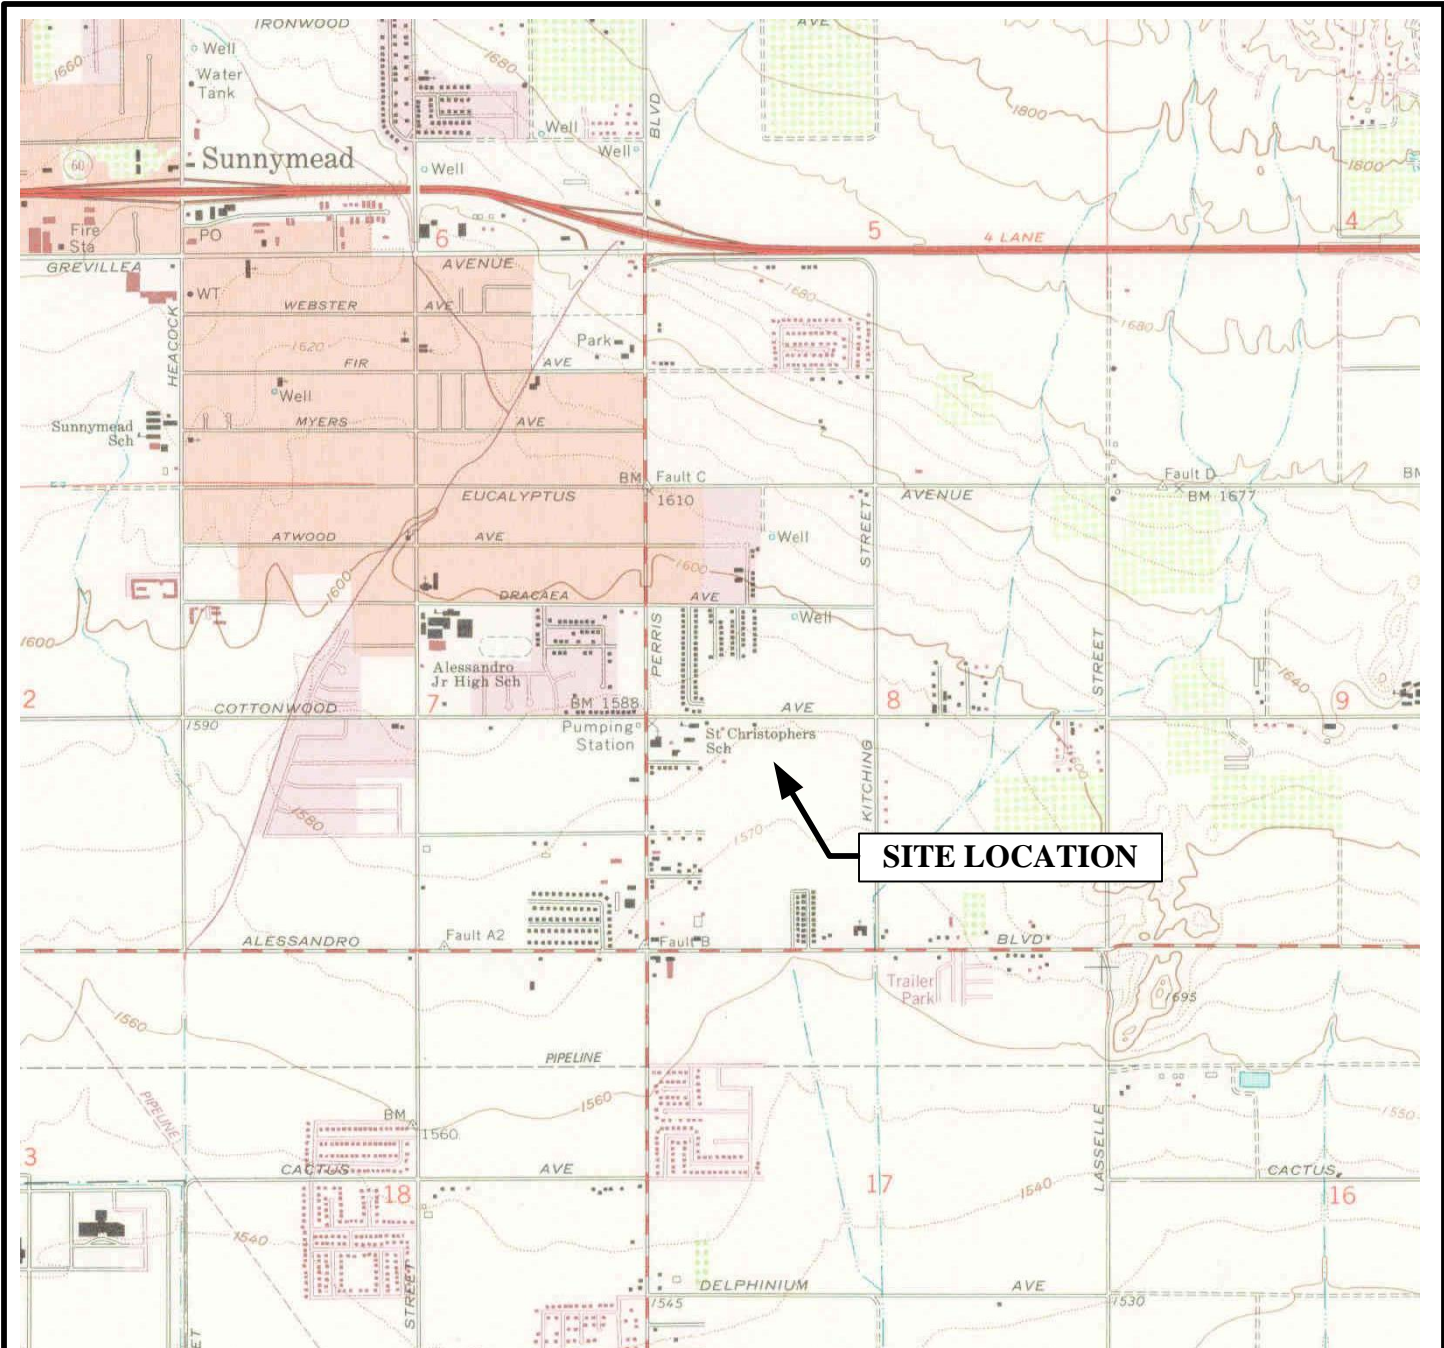 IRONWOOD
AVE
1660
Well
Water
Tank
1680
BLVD
Well
Well
1800
60
Sunnymead
Well
1800
Fire
Sta
PO
6
5
4 LANE
4
GREVILLEA
AVENUE
WT
HEACOCK
WEBSTER
AVE
1680
1620
FIR
AVE
Park
1680
Well
Sunnymead
Sch
MYERS
AVE
BM
Fault C
Fault D
BM
EUCALYPTUS
1610
AVENUE
BM 1677
ATWOOD
AVE
Well
STREET
1600
1600
DRACAEA
AVE
Well
1600
PERRIS
STREET
Alessandro
Jr High Sch
1640
2
COTTONWOOD
7
BM 1588
AVE
8
9
1590
Pumping
Station
St Christophers
Sch
KITCHING
1600
1580
1570
SITE LOCATION
ALESSANDRO
Fault A2
Fault B
BLVD
Trailer
Park
1695
1560
PIPELINE
PIPELINE
BM
1560
1560
1550
LASSELLE
3
CACTUS
AVE
CACTUS
18
17
1540
16
1540
STREET
DELPHINIUM
AVE
1545
1530
ET